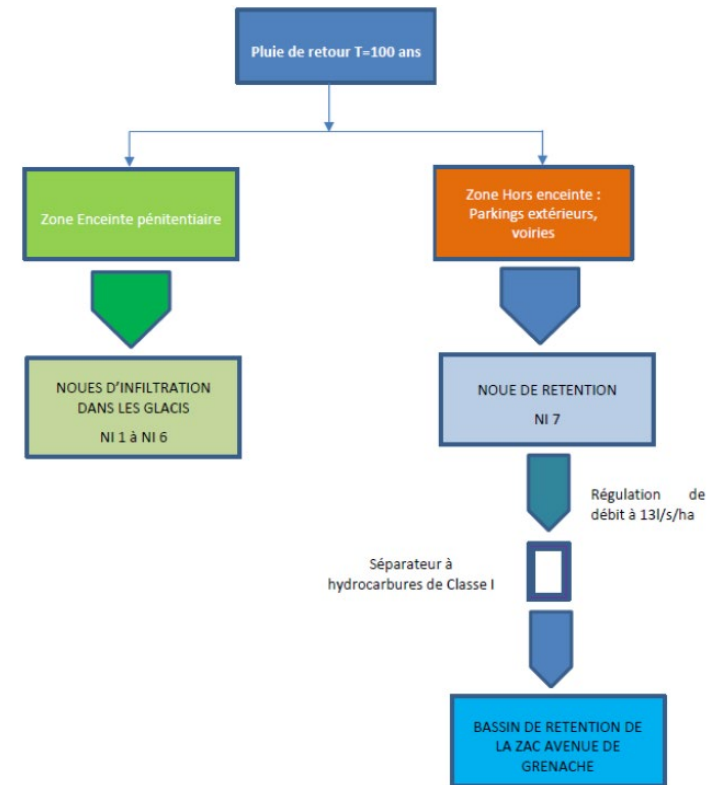 Pluie de retour T=100 ans
Zone Enceinte pénitentiaire
Zone Hors enceinte :
Parkings extérieurs,
voiries
NOUES D'INFILTRATION
DANS LES GLACIS
NI 1 à NI 6
NOUE DE RETENTION
NI 7
Régulation de
débit à 13l/s/ha
Séparateur à
hydrocarbures de Classe I
BASSIN DE RETENTION DE
LA ZAC AVENUE DE
GRENACHE